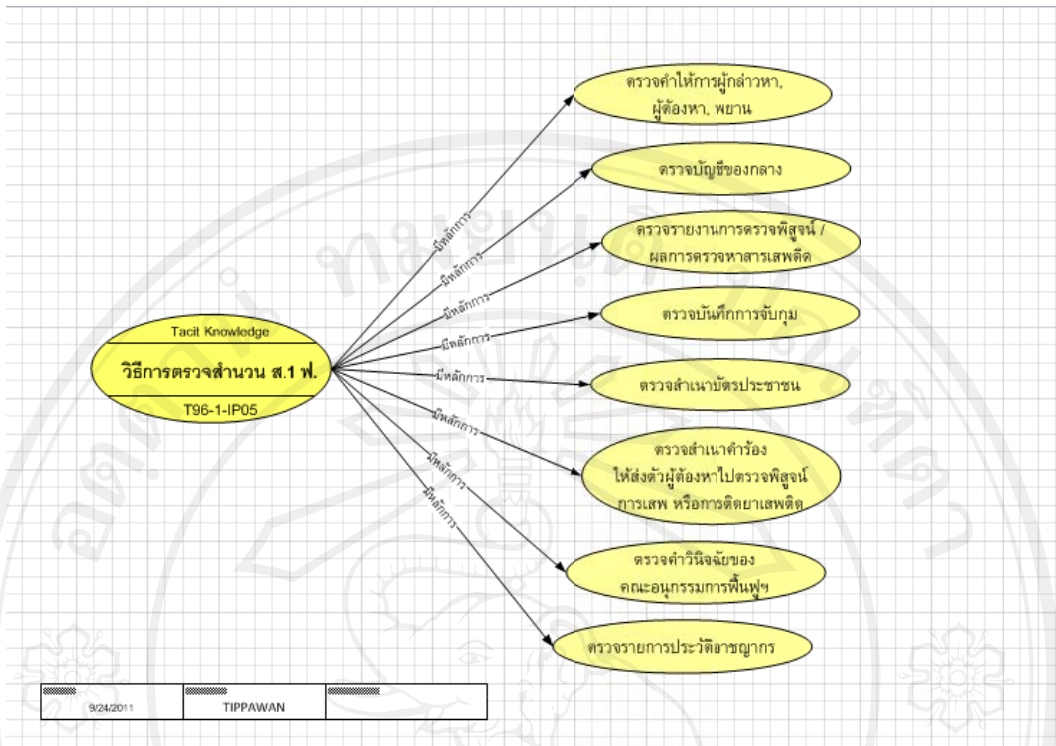 ตรวจคำให้การผู้กล่าวหา,
ผู้ต้องหา, พยาน
ตรวจบัญชีของกลาง
ตรวจรายงานการตรวจพิสูจน์ /
ผลการตรวจหาสารเสพติด
ตรวจบันทึกการจับกุม
ตรวจสำเนาบัตรประชาชน
ตรวจสำเนาคำร้อง
ให้ส่งตัวผู้ต้องหาไปตรวจพิสูจน์
การเสพ หรือการติดยาเสพติด
ตรวจคำวินิจฉัยของ
คณะอนุกรรมการฟื้นฟูฯ
ตรวจรายการประวัติอาชญากร
มีหลักการ
มีหลักการ
มีหลักการ
มีหลักการ
มีหลักการ
มีหลักการ
มีหลักการ
มีหลักการ
Tacit Knowledge
วิธีการตรวจสำนวน ส.1 ฟ.
T96-1-IP05
9/24/2011
TIPPAWAN